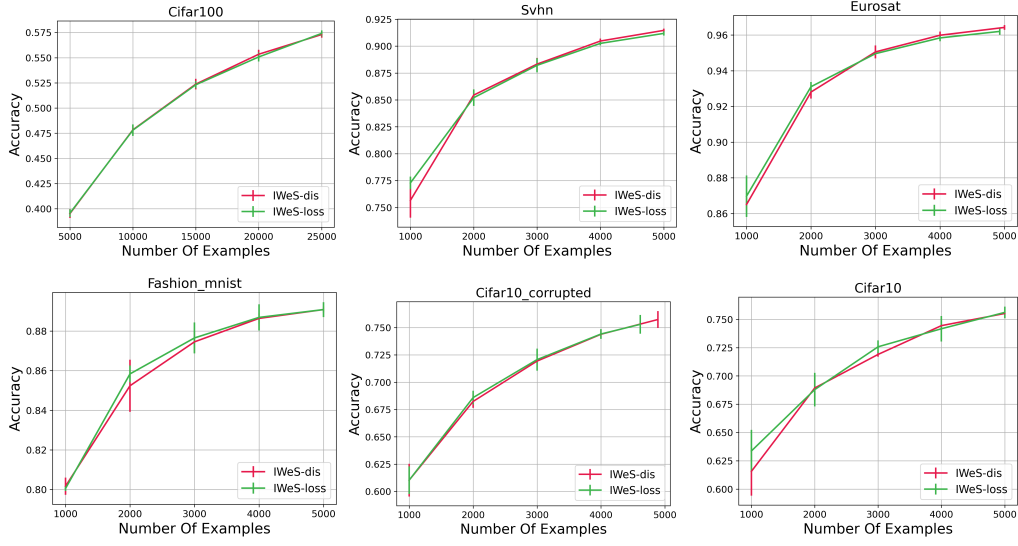 Cifar100
Accuracy
0.575
0.550
0.525
0.500
0.475
0.450
0.425
0.400
5000 10000 15000 20000 25000
Number Of Examples
IWeS-dis
IWeS-loss
Svhn
Accuracy
0.925
0.900
0.875
0.850
0.825
0.800
0.775
0.750
1000 2000 3000 4000 5000
Number Of Examples
IWeS-dis
IWeS-loss
Eurosat
Accuracy
0.96
0.94
0.92
0.90
0.88
0.86
1000 2000 3000 4000 5000
Number Of Examples
IWeS-dis
IWeS-loss
Fashion_mnist
Accuracy
0.88
0.86
0.84
0.82
0.80
1000 2000 3000 4000 5000
Number Of Examples
IWeS-dis
IWeS-loss
Cifar10_corrupted
Accuracy
0.750
0.725
0.700
0.675
0.650
0.625
0.600
1000 2000 3000 4000 5000
Number Of Examples
IWeS-dis
IWeS-loss
Cifar10
Accuracy
0.750
0.725
0.700
0.675
0.650
0.625
0.600
1000 2000 3000 4000 5000
Number Of Examples
IWeS-dis
IWeS-loss